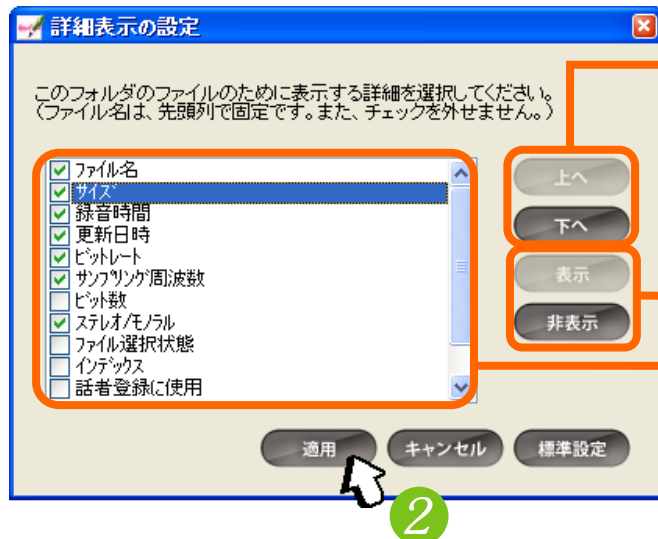 詳細表示の設定
このフォルダのファイルのために表示する詳細を選択してください。
（ファイル名は、先頭列で固定です。また、チェックを外せません。）
ファイル名
サイズ
録音時間
更新日時
ビットレート
サンプリング周波数
ビット数
ステレオ/モノラル
ファイル選択状態
インデックス
話者登録に使用
上へ
下へ
表示
非表示
適用
キャンセル
標準設定
2